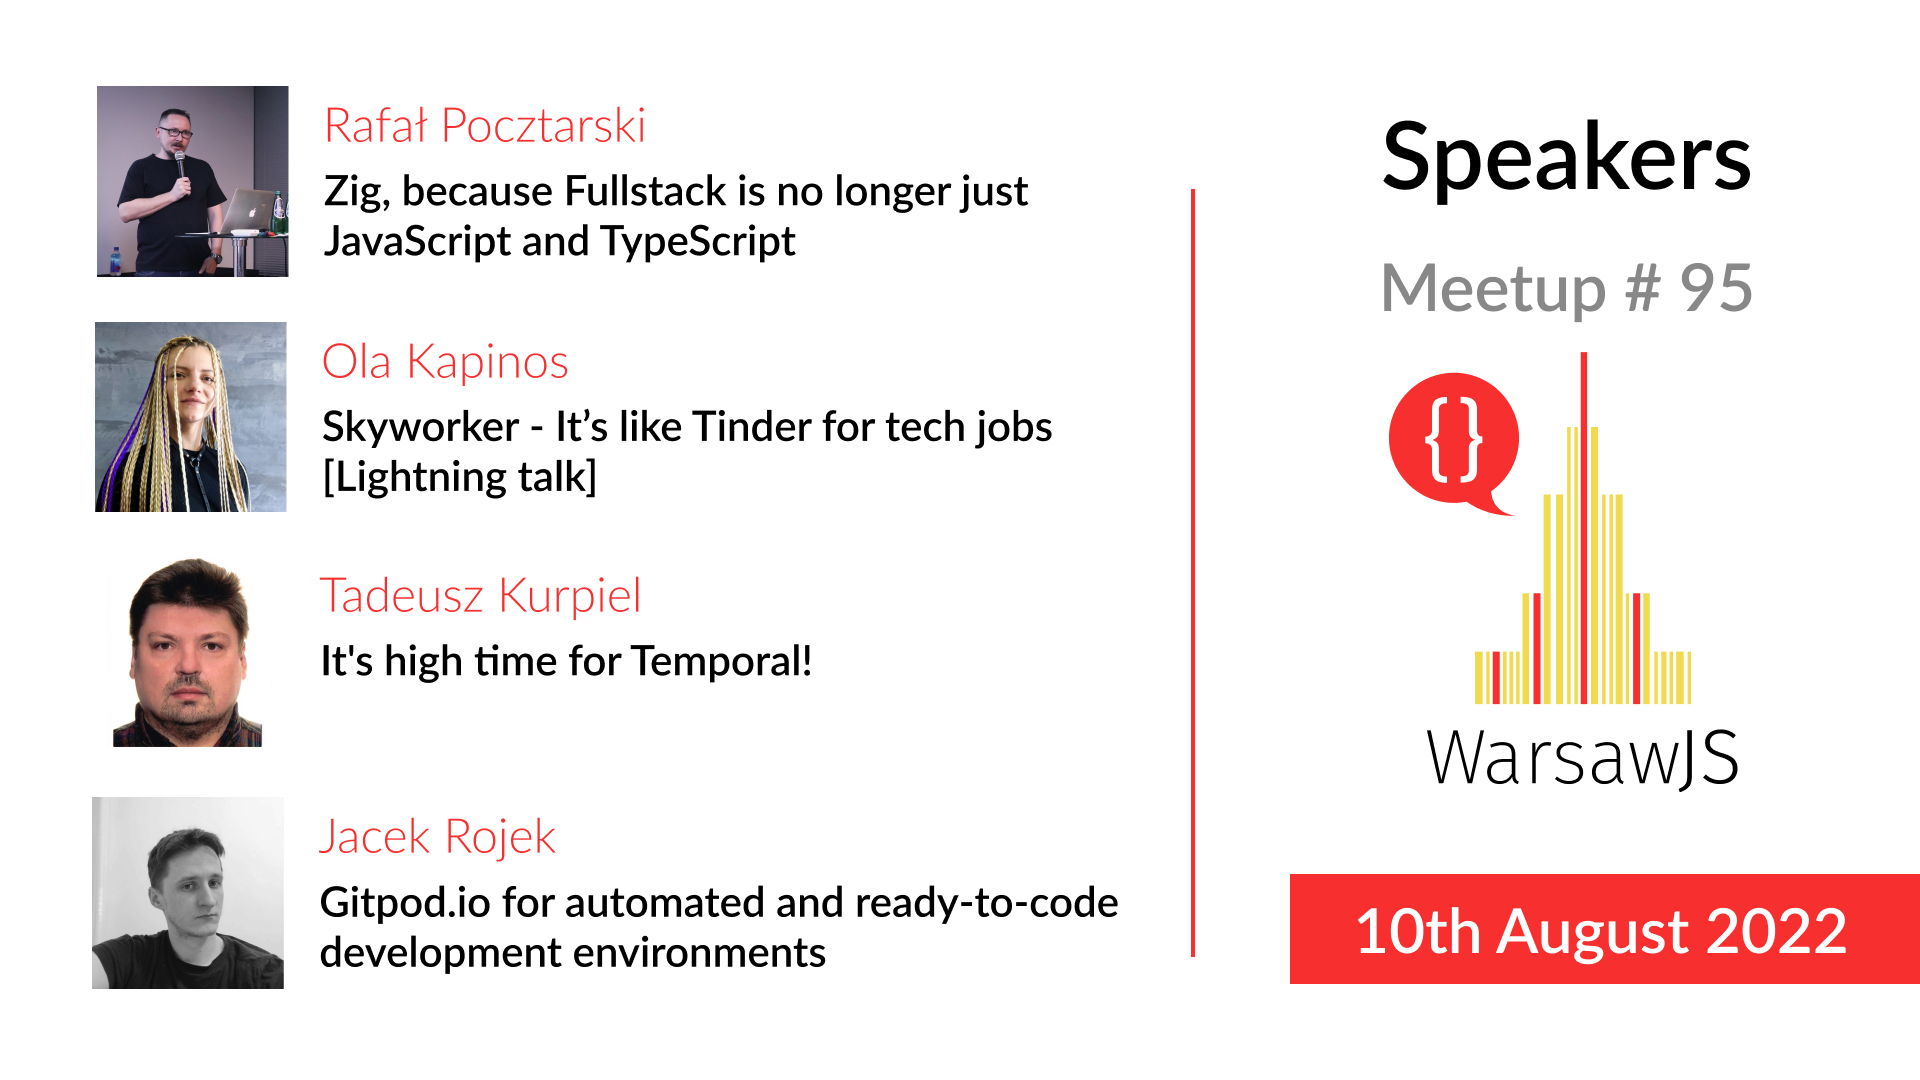 Rafał Pocztarski
Zig, because Fullstack is no longer just
JavaScript and TypeScript
Ola Kapinos
Skyworker - It’s like Tinder for tech jobs
[Lightning talk]
Tadeusz Kurpiel
It's high time for Temporal!
Jacek Rojek
Gitpod.io for automated and ready-to-code
development environments
Speakers
Meetup # 95
{}
WarsawJS
10th August 2022